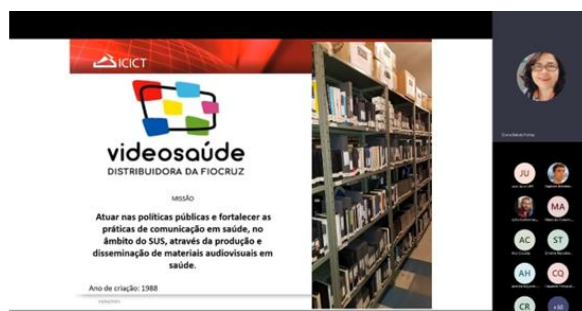 ICICT
videosaúde
DISTRIBUIDORA DA FIOCRUZ
MISSÃO
Atuar nas políticas públicas e fortalecer as
práticas de comunicação em saúde, no
âmbito do SUS, através da produção e
disseminação de materiais audiovisuais em
saúde.
Ano de criação: 1988
JU
MA
AC
ST
AH
CQ
CR